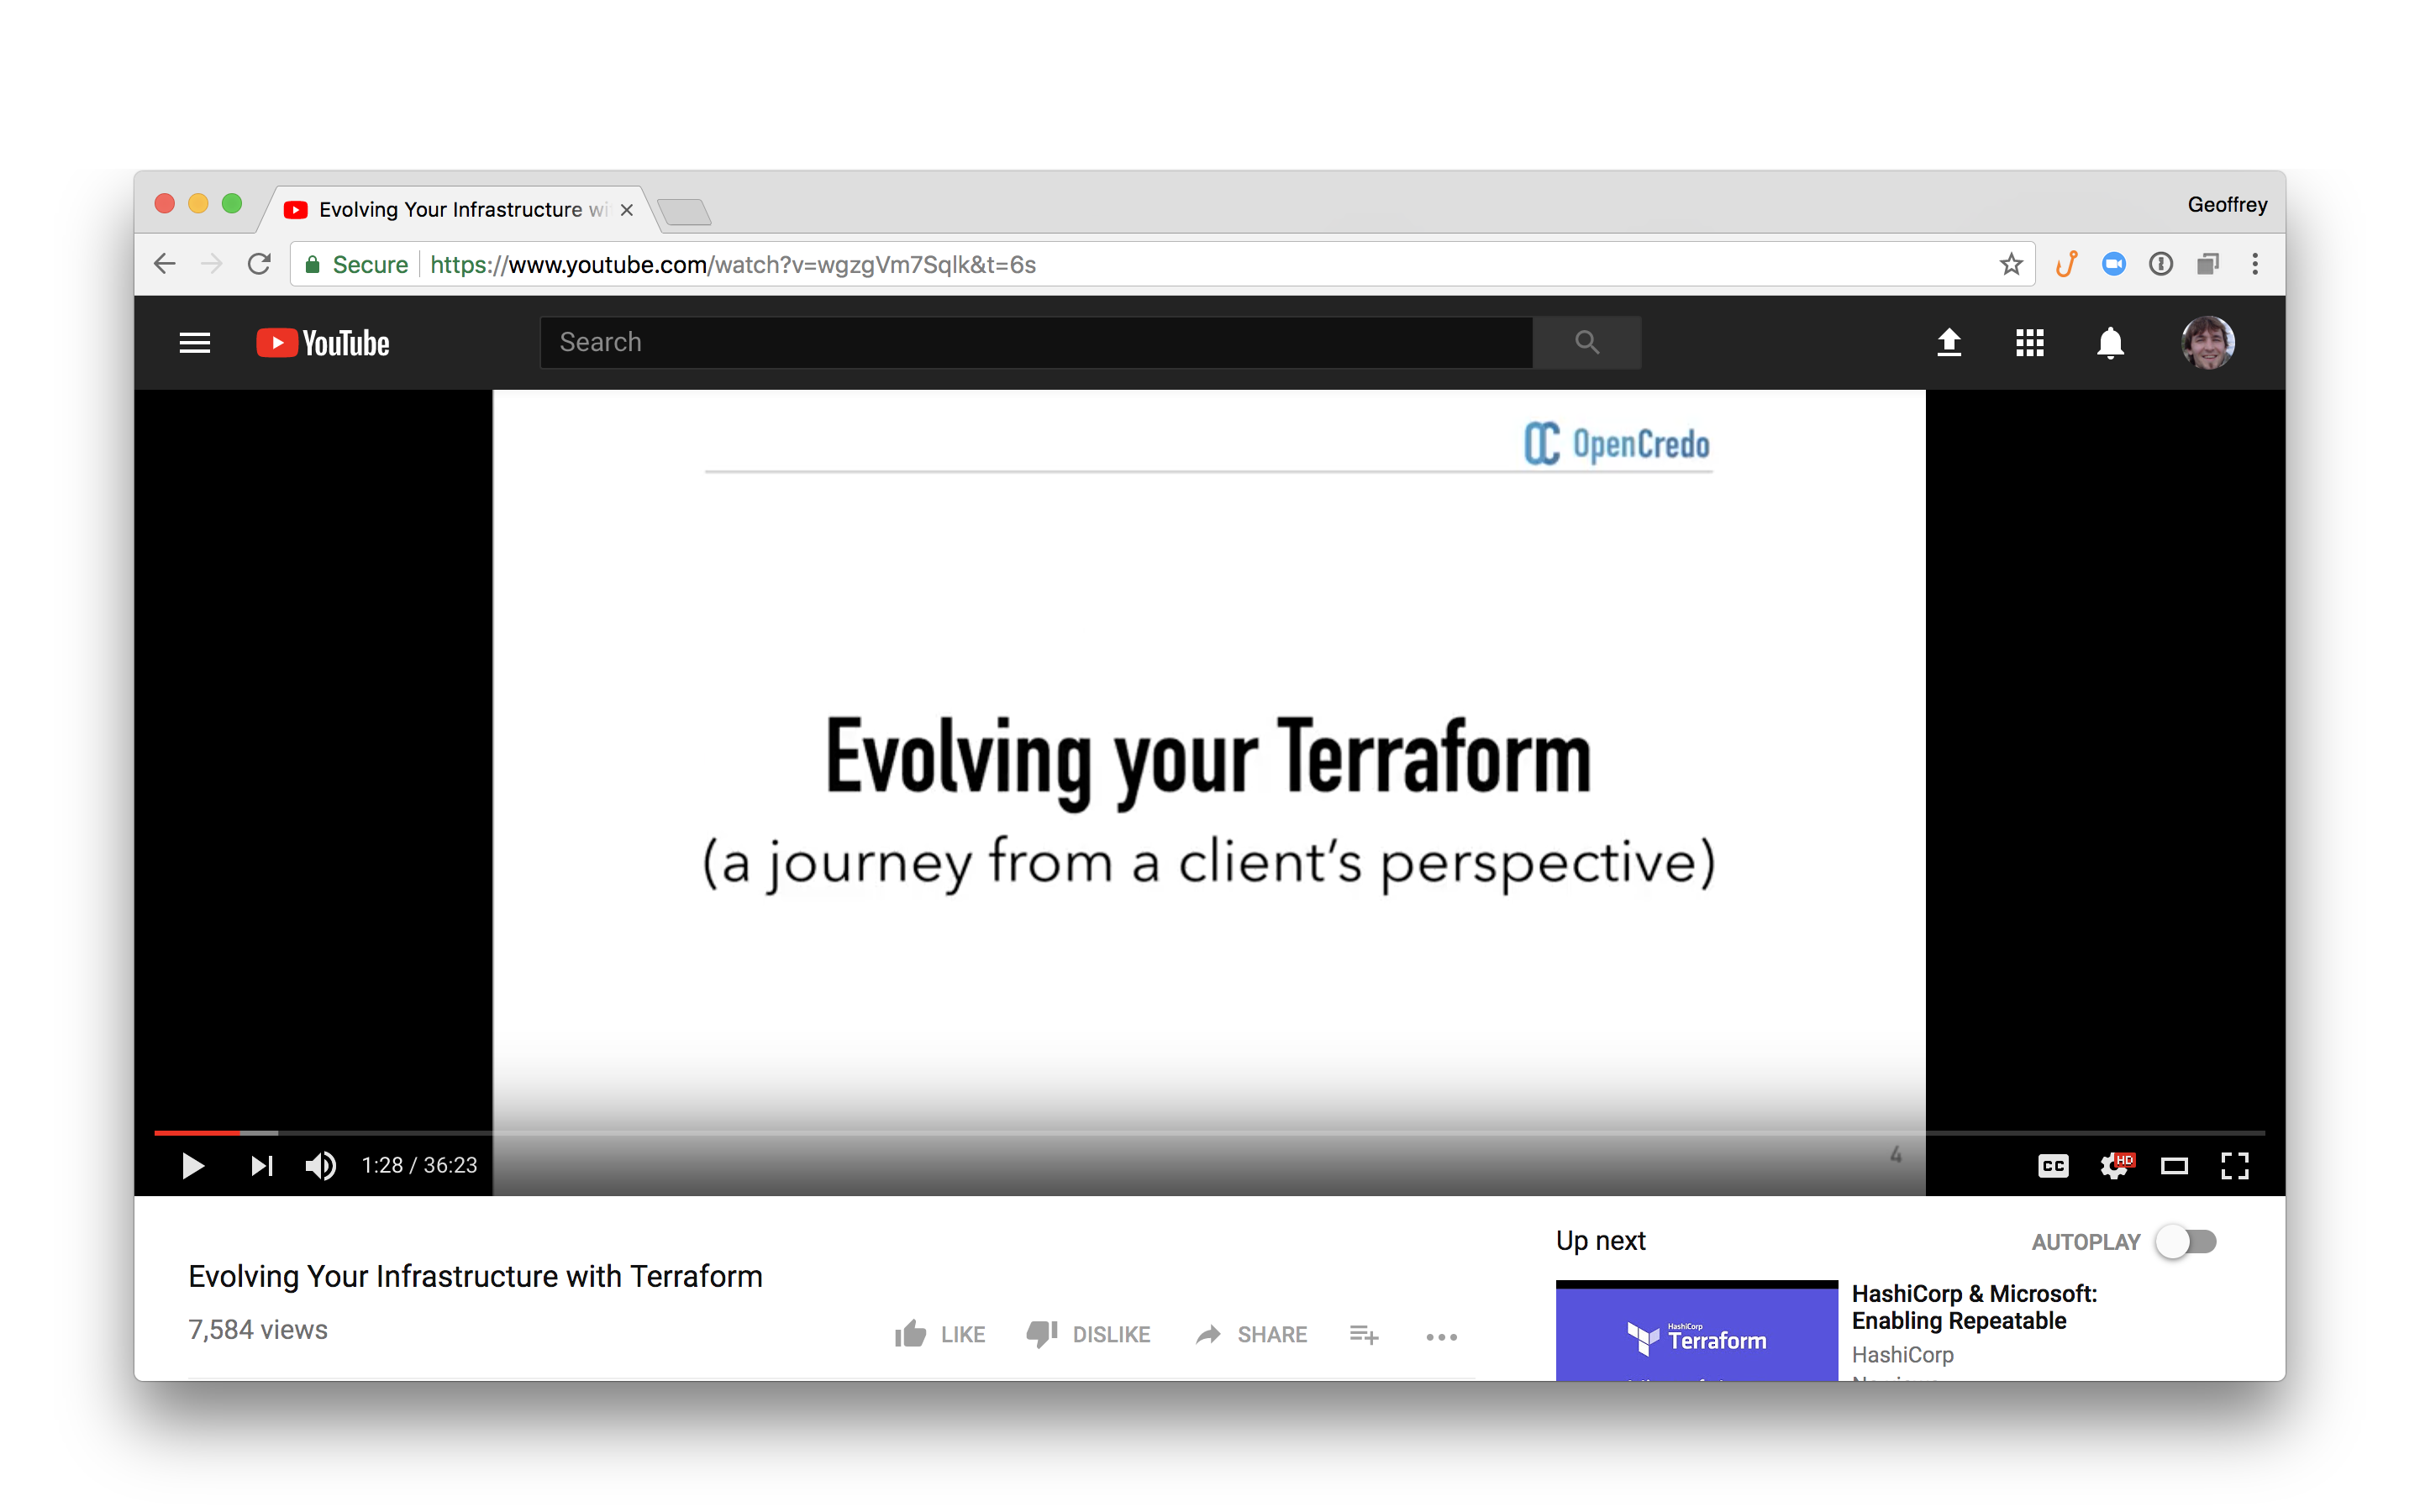 Evolving Your Infrastructure wi
Geoffrey
Secure https://www.youtube.com/watch?v=wgzgVm7Sqlk&t=6s
YouTube
Search
OpenCredo
Evolving your Terraform
(a journey from a client’s perspective)
4
1:28 / 36:23
CC
HD
Up next
AUTOPLAY
Evolving Your Infrastructure with Terraform
7,584 views
LIKE
DISLIKE
SHARE
HashiCorp
Terraform
HashiCorp & Microsoft:
Enabling Repeatable
HashiCorp